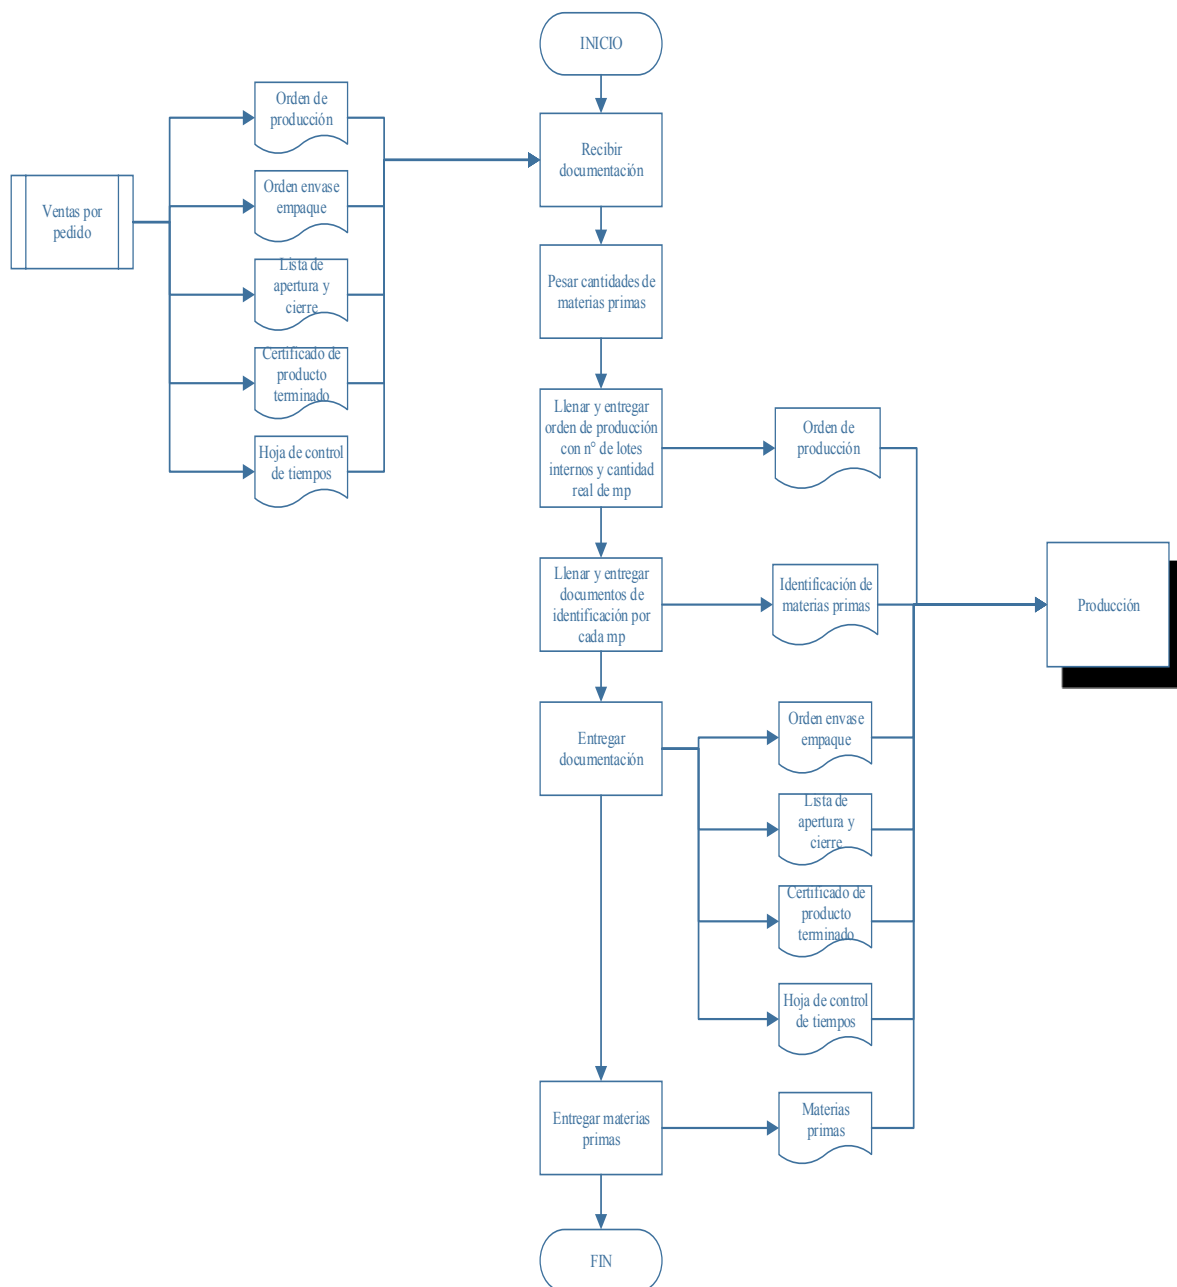 INICIO
Orden de
producción
Recibir
documentación
Orden envase
empaque
Ventas por
pedido
Lista de
apertura y
cierre
Pesar cantidades de
materias primas
Certificado de
producto
terminado
Hoja de control
de tiempos
Llenar y entregar
orden de producción
con n° de lotes
internos y cantidad
real de mp
Orden de
producción
Llenar y entregar
documentos de
identificación por
cada mp
Identificación de
materias primas
Producción
Entregar
documentación
Orden envase
empaque
Lista de
apertura y
cierre
Certificado de
producto
terminado
Hoja de control
de tiempos
Entregar materias
primas
Materias
primas
FIN